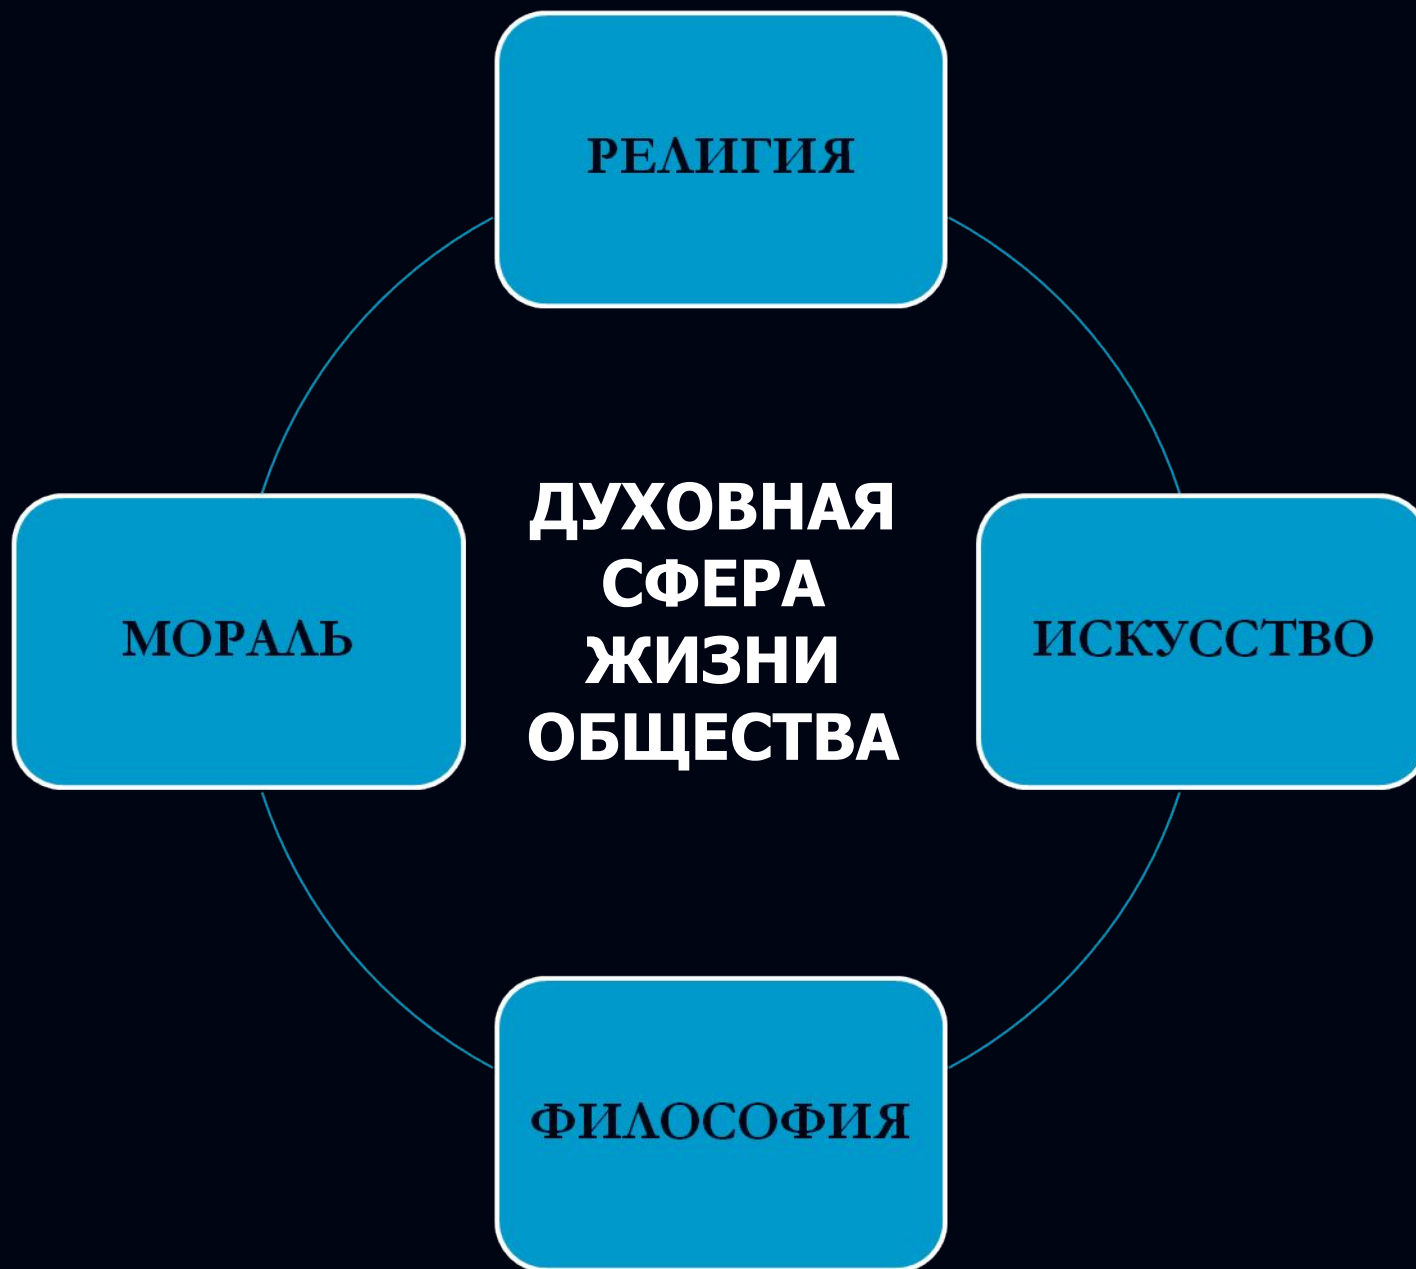 РЕЛИГИЯ
ДУХОВНАЯ
СФЕРА
ЖИЗНИ
ОБЩЕСТВА
МОРАЛЬ
ИСКУССТВО
ФИЛОСОФИЯ